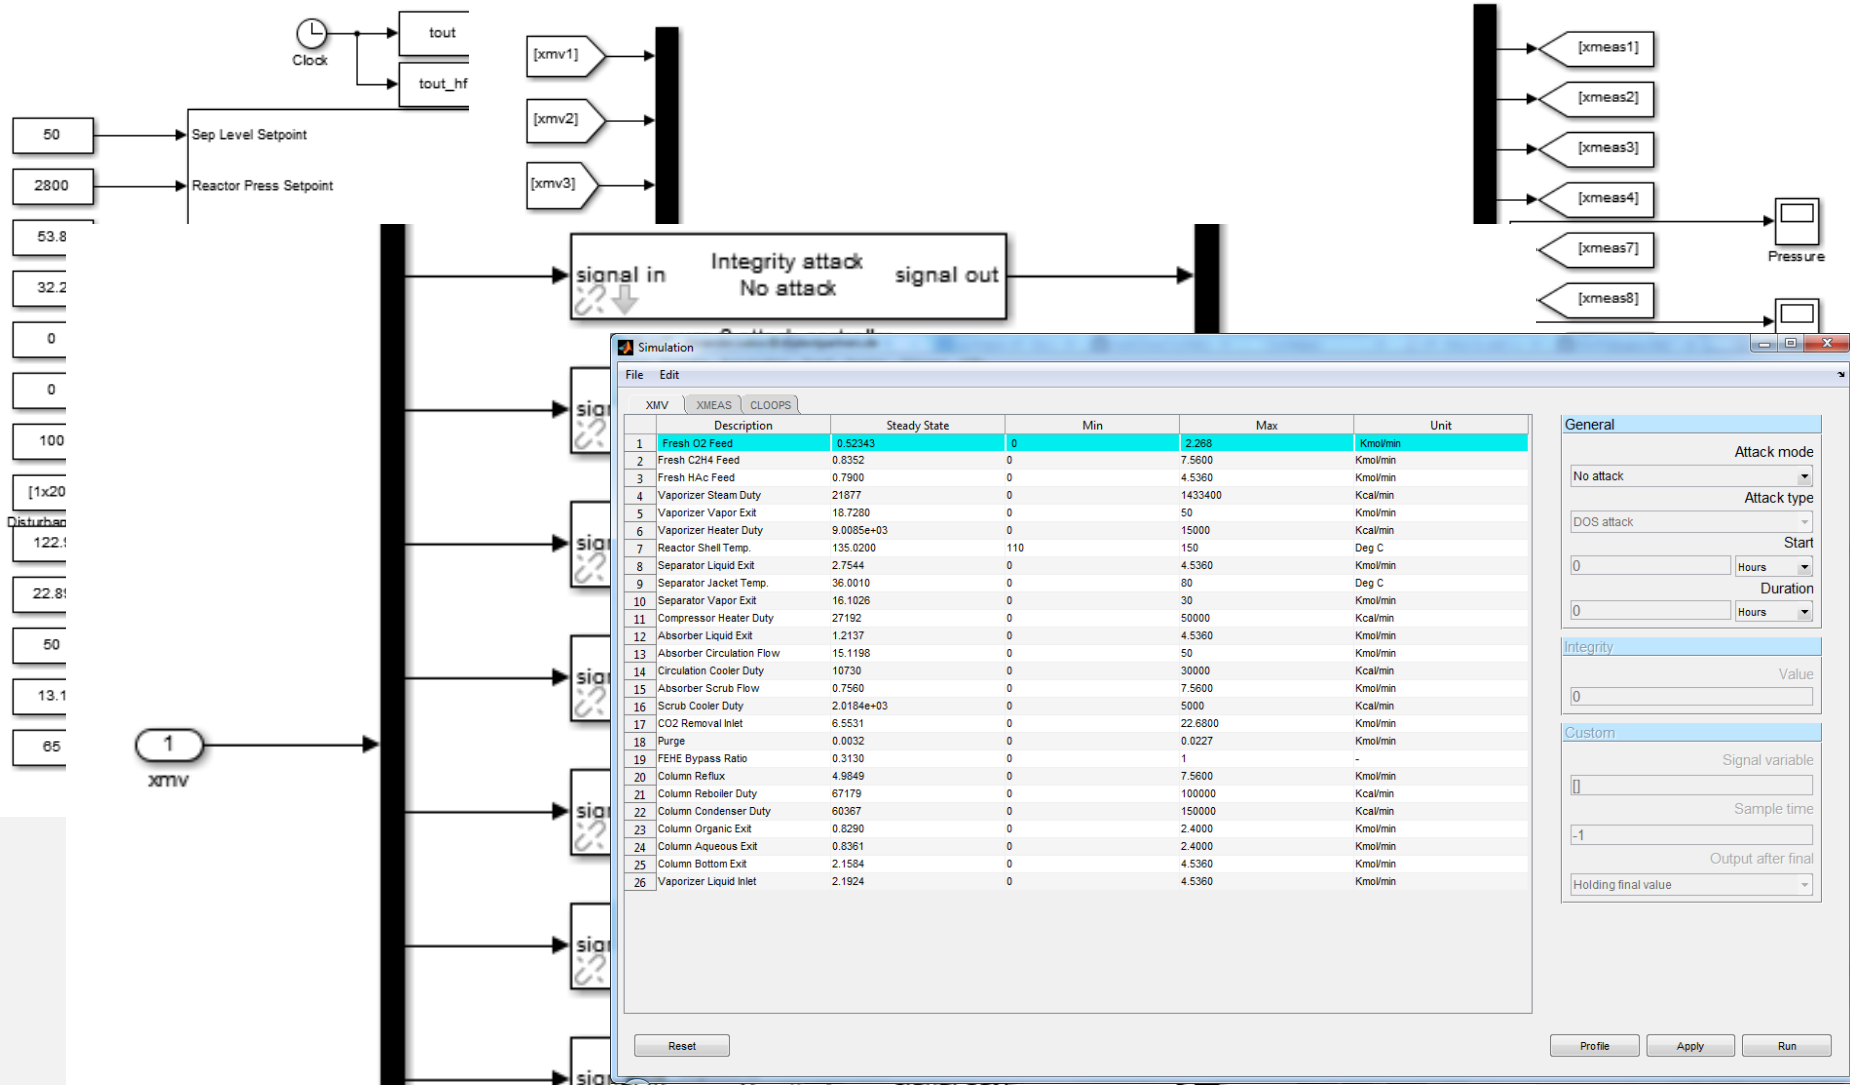 tout
Clock
tout_hf
50
Sep Level Setpoint
2800
Reactor Press Setpoint
53.8
32.2
0
0
100
[1x20
Disturban
122.9
22.89
50
13.1
65
[xmv1]
[xmv2]
[xmv3]
[xmeas1]
[xmeas2]
[xmeas3]
[xmeas4]
[xmeas7]
[xmeas8]
Pressure
1
xmv
signal in
Integrity attack
No attack
signal out
Simulation
File Edit
XMV XMEAS CLOOPS
Description Steady State Min Max Unit
1 Fresh O2 Feed 0.52343 0 2.268 Kmol/min
2 Fresh C2H4 Feed 0.8352 0 7.5600 Kmol/min
3 Fresh HAc Feed 0.7900 0 4.5360 Kmol/min
4 Vaporizer Steam Duty 21877 0 1433400 Kcal/min
5 Vaporizer Vapor Exit 18.7280 0 50 Kmol/min
6 Vaporizer Heater Duty 9.0085e+03 0 15000 Kcal/min
7 Reactor Shell Temp. 135.0200 110 150 Deg C
8 Separator Liquid Exit 2.7544 0 4.5360 Kmol/min
9 Separator Jacket Temp. 36.0010 0 80 Deg C
10 Separator Vapor Exit 16.1026 0 30 Kmol/min
11 Compressor Heater Duty 27192 0 50000 Kcal/min
12 Absorber Liquid Exit 1.2137 0 4.5360 Kmol/min
13 Absorber Circulation Flow 15.1198 0 50 Kmol/min
14 Circulation Cooler Duty 10730 0 30000 Kcal/min
15 Absorber Scrub Flow 0.7560 0 7.5600 Kmol/min
16 Scrub Cooler Duty 2.0184e+03 0 5000 Kcal/min
17 CO2 Removal Inlet 6.5531 0 22.6800 Kmol/min
18 Purge 0.0032 0 0.0227 Kmol/min
19 FEHE Bypass Ratio 0.3130 0 1 -
20 Column Reflux 4.9849 0 7.5600 Kmol/min
21 Column Reboiler Duty 67179 0 100000 Kcal/min
22 Column Condenser Duty 60367 0 150000 Kcal/min
23 Column Organic Exit 0.8290 0 2.4000 Kmol/min
24 Column Aqueous Exit 0.8361 0 2.4000 Kmol/min
25 Column Bottom Exit 2.1584 0 4.5360 Kmol/min
26 Vaporizer Liquid Inlet 2.1924 0 4.5360 Kmol/min
General
Attack mode
No attack
Attack type
DOS attack
Start
0 Hours
Duration
0 Hours
Integrity
Value
0
Custom
Signal variable
[]
Sample time
-1
Output after final
Holding final value
Reset
Profile Apply Run